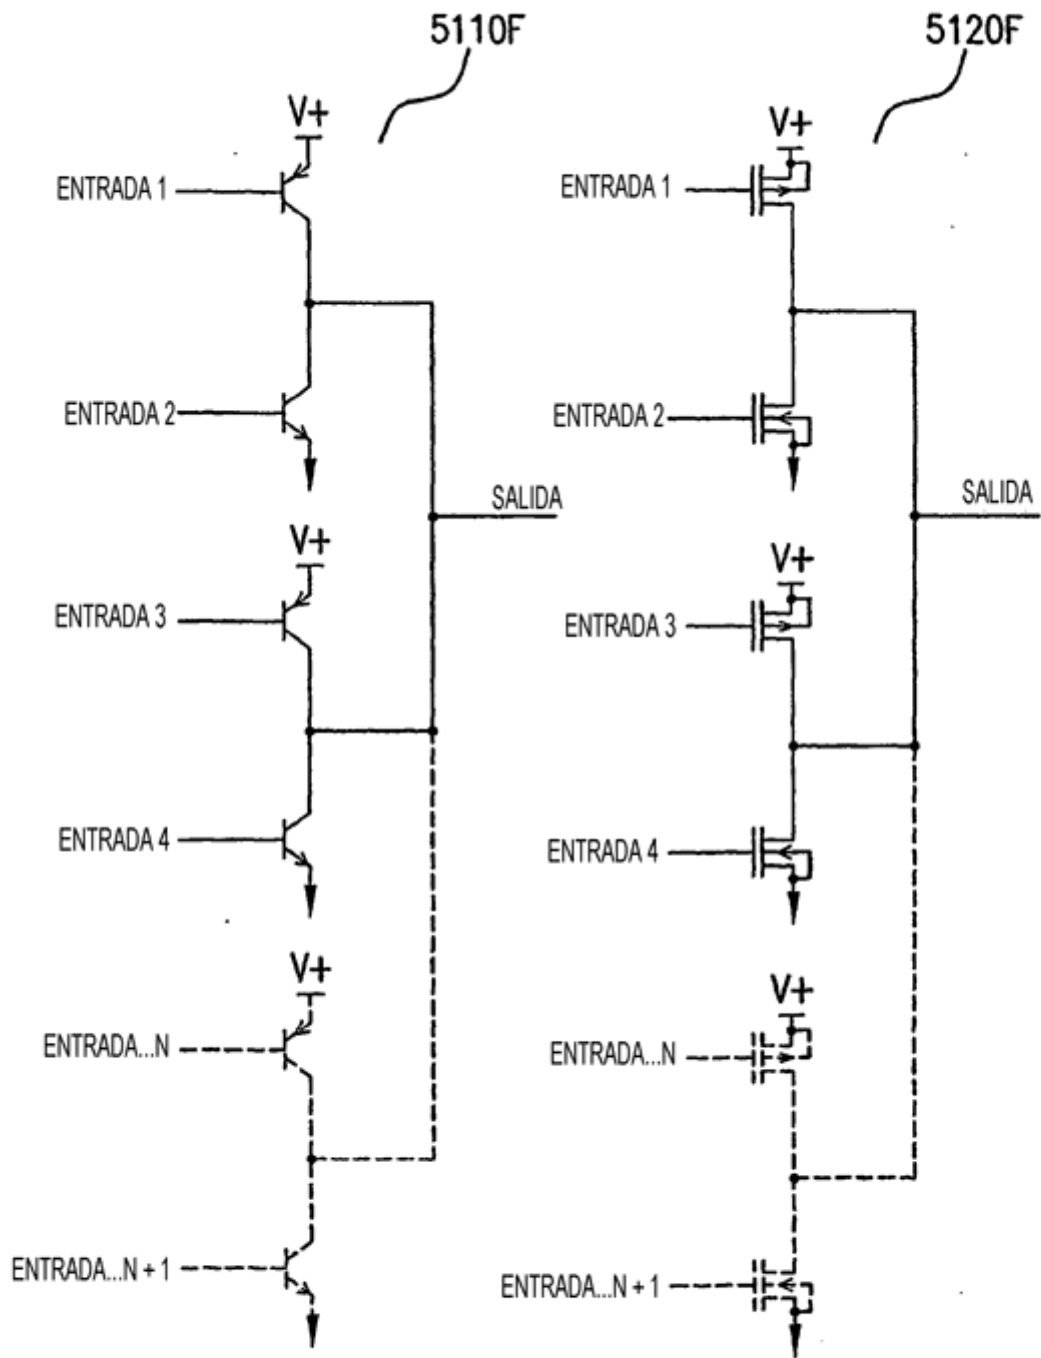 5110F
V+
ENTRADA 1
ENTRADA 2
SALIDA
V+
ENTRADA 3
ENTRADA 4
V+
ENTRADA...N
ENTRADA...N + 1
5120F
V+
ENTRADA 1
ENTRADA 2
SALIDA
V+
ENTRADA 3
ENTRADA 4
V+
ENTRADA...N
ENTRADA...N + 1